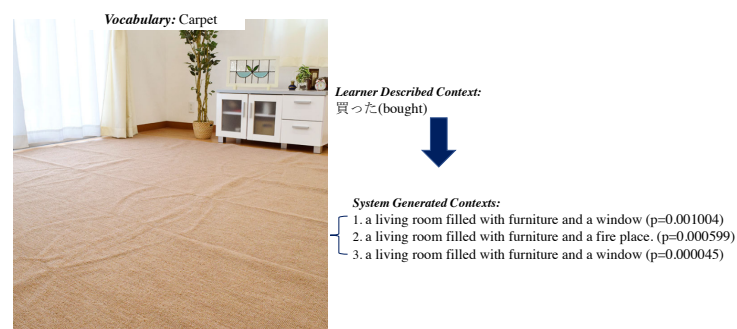 Vocabulary: Carpet
Learner Described Context:
買った(bought)
System Generated Contexts:
1. a living room filled with furniture and a window (p=0.001004)
2. a living room filled with furniture and a fire place. (p=0.000599)
3. a living room filled with furniture and a window (p=0.000045)